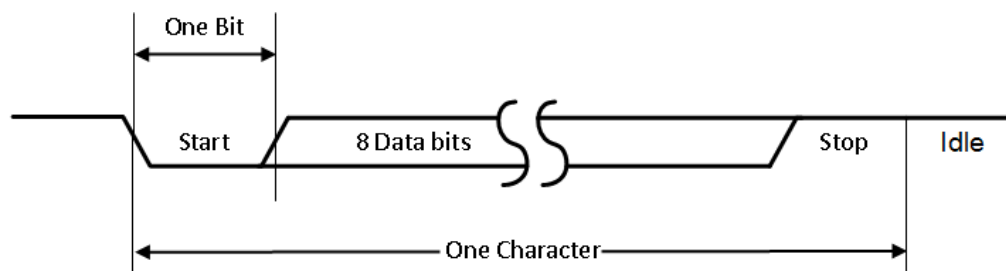 One Bit
Start
8 Data bits
Stop
Idle
One Character